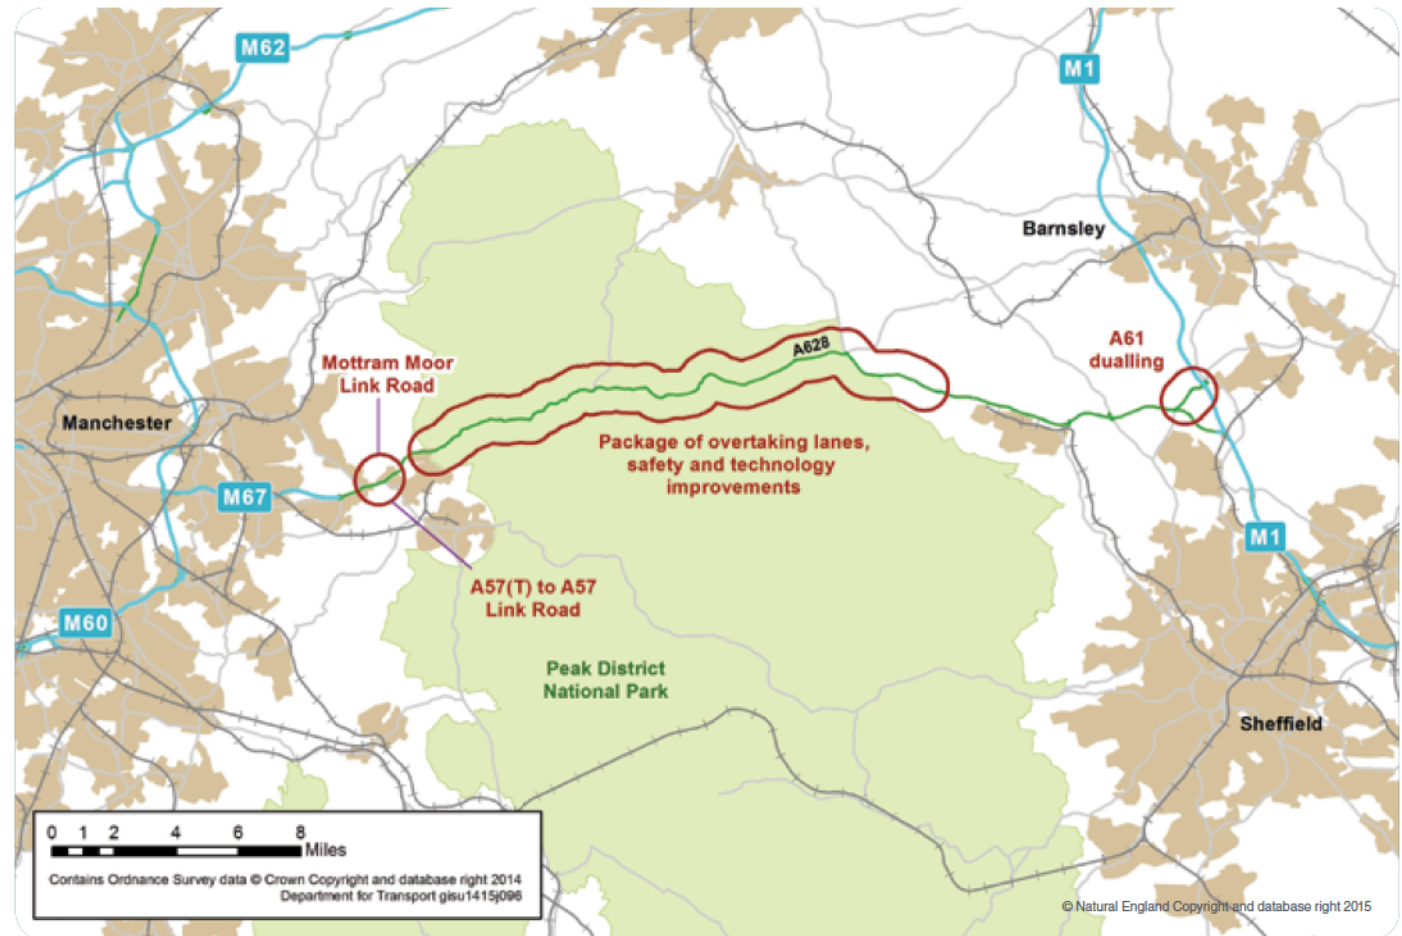 M62
M1
Barnsley
A61
dualling
A628
Mottram Moor
Link Road
Manchester
Package of overtaking lanes,
safety and technology
improvements
M67
M1
A57(T) to A57
Link Road
M60
Peak District
National Park
Sheffield
0 1 2 4 6 8
Miles
Contains Ordnance Survey data © Crown Copyright and database right 2014
Department for Transport gisu1415j096
© Natural England Copyright and database right 2015